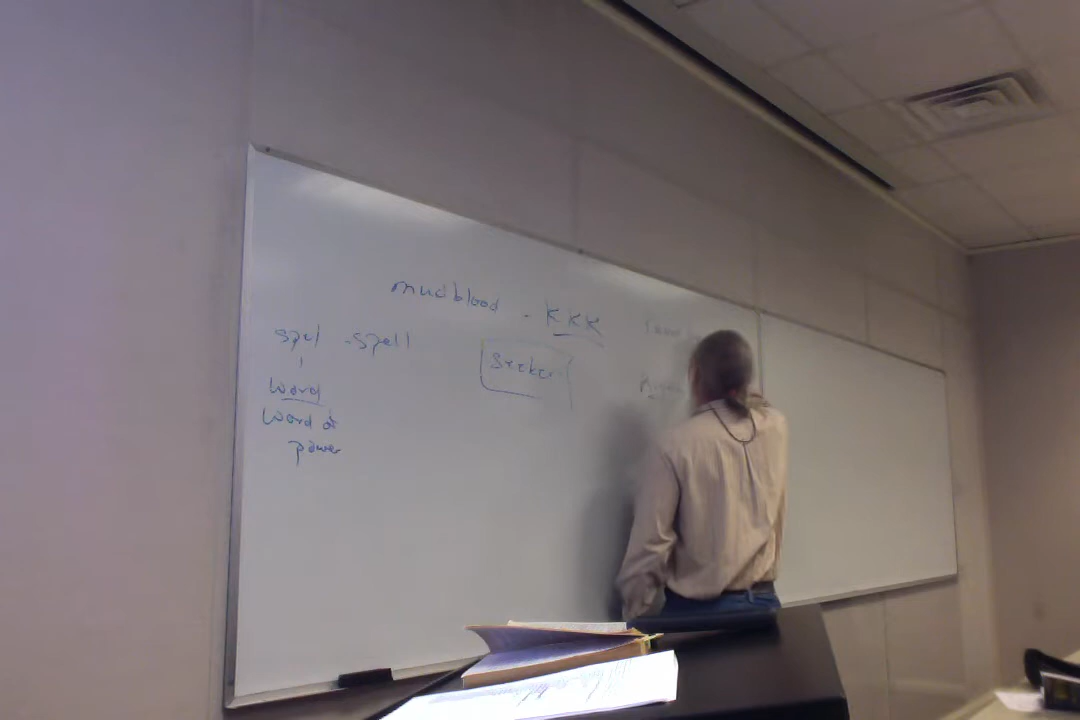 mudblood - KKK
spel - spell
Seeker
word
word of
power